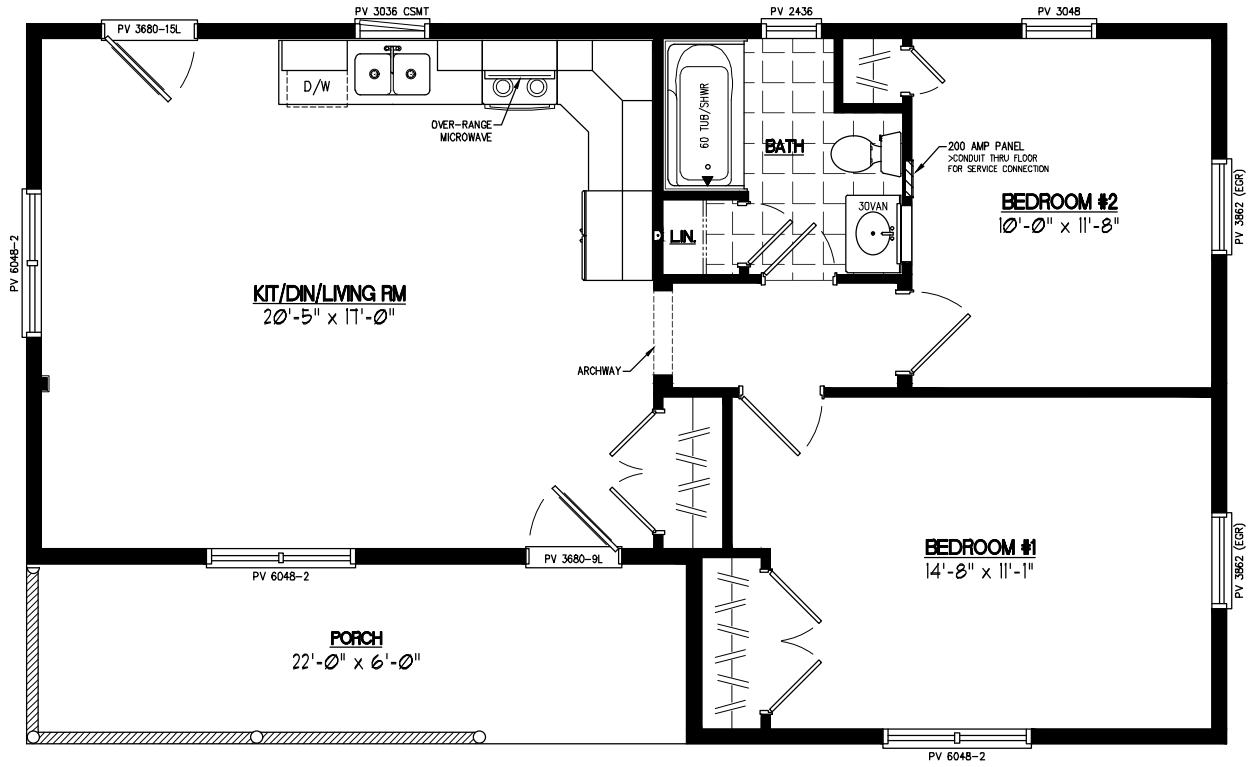 PV 3680-15L
PV 3036 CSMT
PV 2436
PV 3048
D/W
OVER-RANGE
MICROWAVE
60 TUB/SHWR
BATH
200 AMP PANEL
>CONDUIT THRU FLOOR
FOR SERVICE CONNECTION
PV 3862 (EGR)
BEDROOM #2
10'-0" x 11'-8"
30VAN
LIN.
PV 6048-2
KIT/DIN/LIVING RM
20'-5" x 17'-0"
ARCHWAY
BEDROOM #1
14'-8" x 11'-1"
PV 3862 (EGR)
PV 3680-9L
PV 6048-2
PORCH
22'-0" x 6'-0"
PV 6048-2